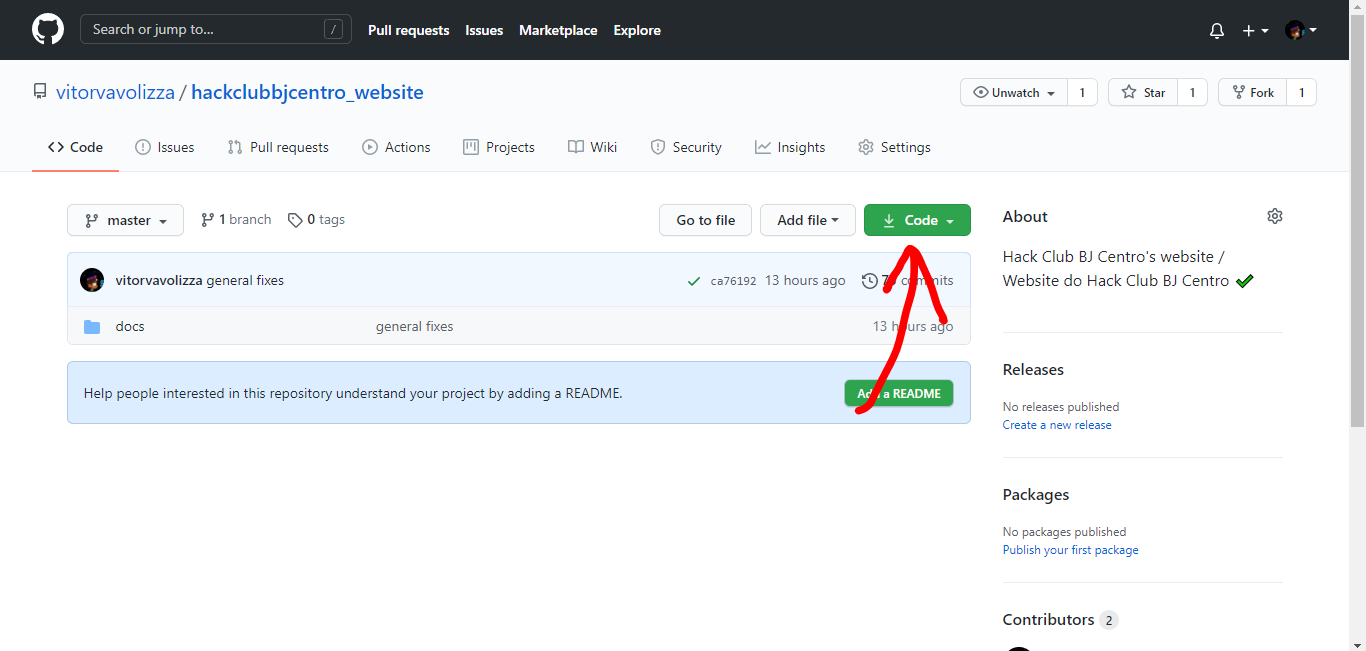 Search or jump to... / Pull requests Issues Marketplace Explore
vitorvavolizza / hackclubbjcentro_website Unwatch 1 Star 1 Fork 1
Code Issues Pull requests Actions Projects Wiki Security Insights Settings
master 1 branch 0 tags Go to file Add file Code
vitorvavolizza general fixes ca76192 13 hours ago commits
docs general fixes 13 hours ago
Help people interested in this repository understand your project by adding a README. Add a README
About
Hack Club BJ Centro's website /
Website do Hack Club BJ Centro
Releases
No releases published
Create a new release
Packages
No packages published
Publish your first package
Contributors 2